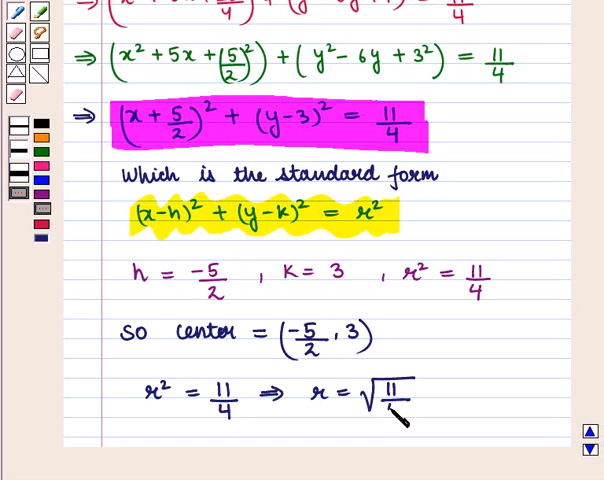 ⇒ (x² + 5x + (5/2)²) + (y² - 6y + 3²) = 11/4
⇒ (x + 5/2)² + (y-3)² = 11/4
Which is the standard form
(x-h)² + (y-k)² = r²
h = -5/2 , k = 3 , r² = 11/4
So center = (-5/2 , 3)
r² = 11/4 ⇒ r = √11/